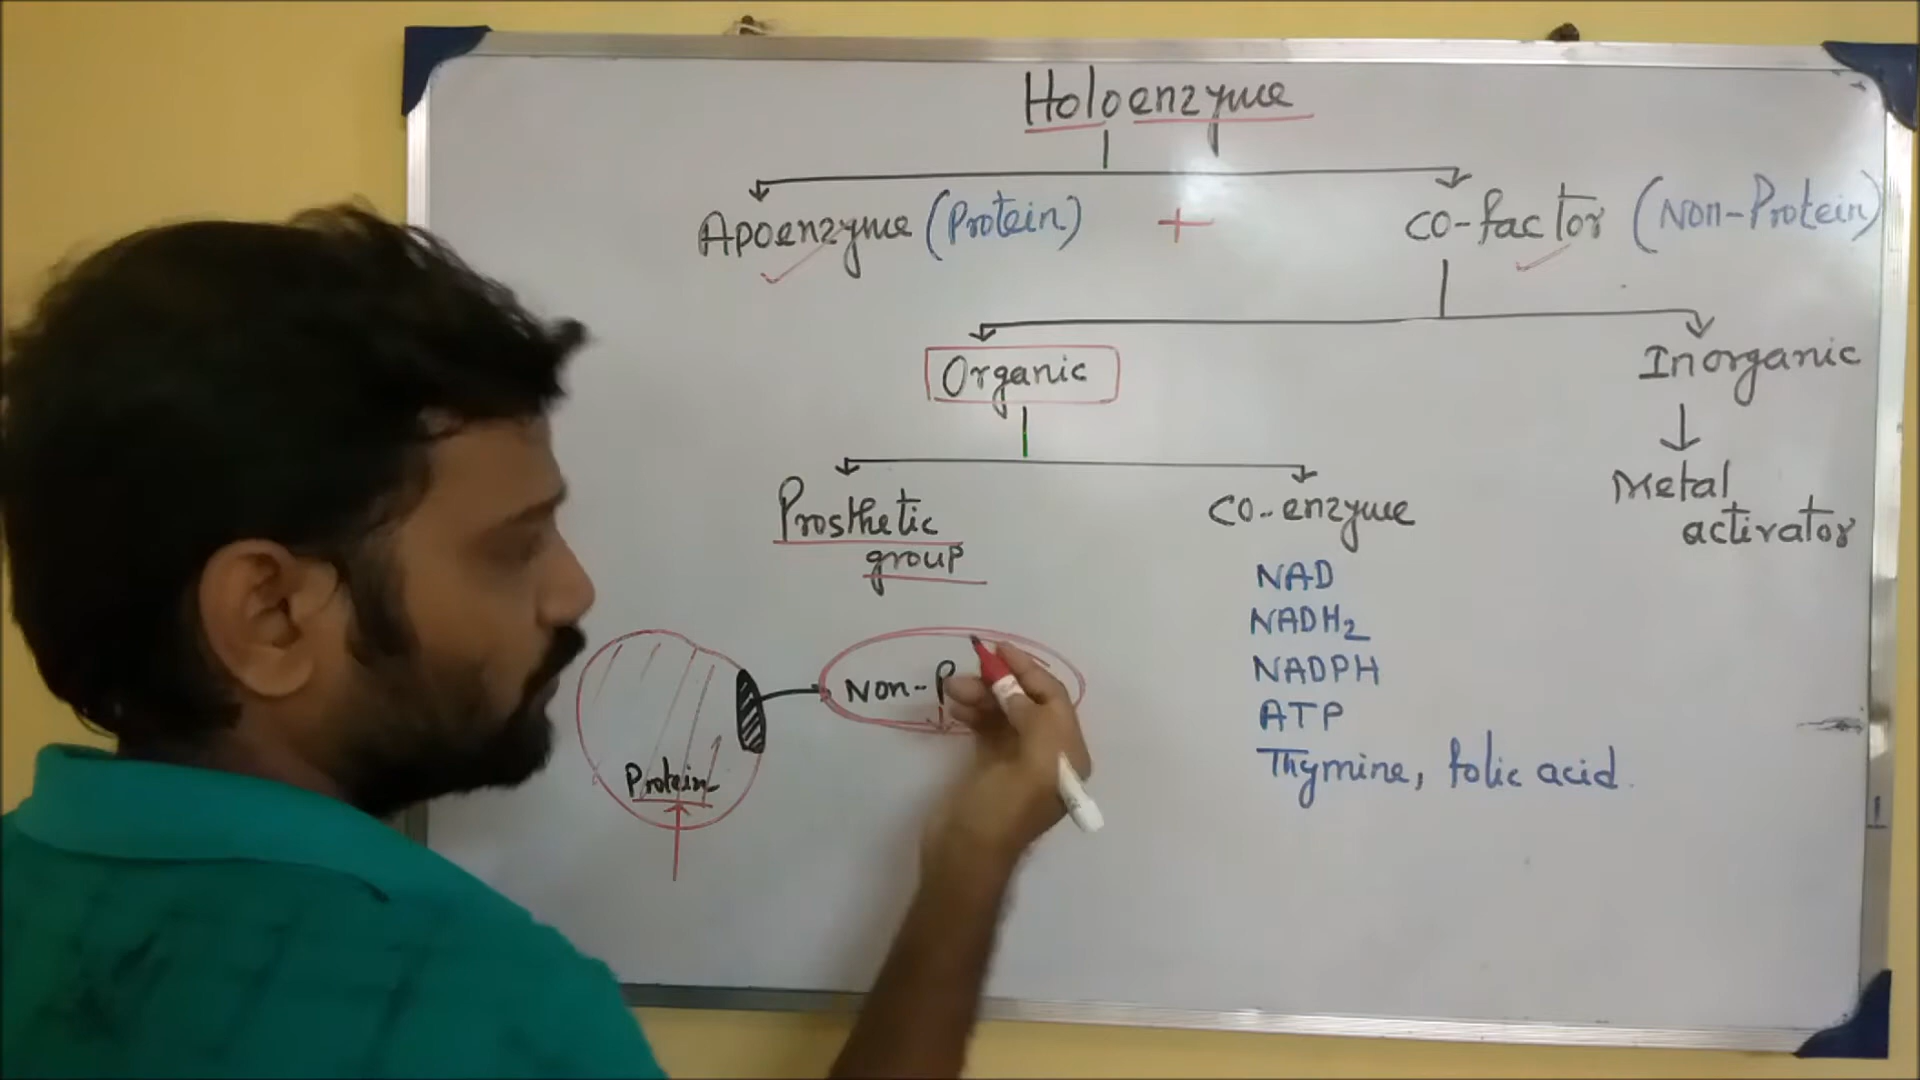 Holoenzyme
Apoenzyme (Protein) + Co-factor (Non-Protein)
Organic
Inorganic
Prosthetic
group
Co-enzyme
Metal
activator
NAD
NADH2
NADPH
ATP
Thymine, folic acid.
Non-P
Protein